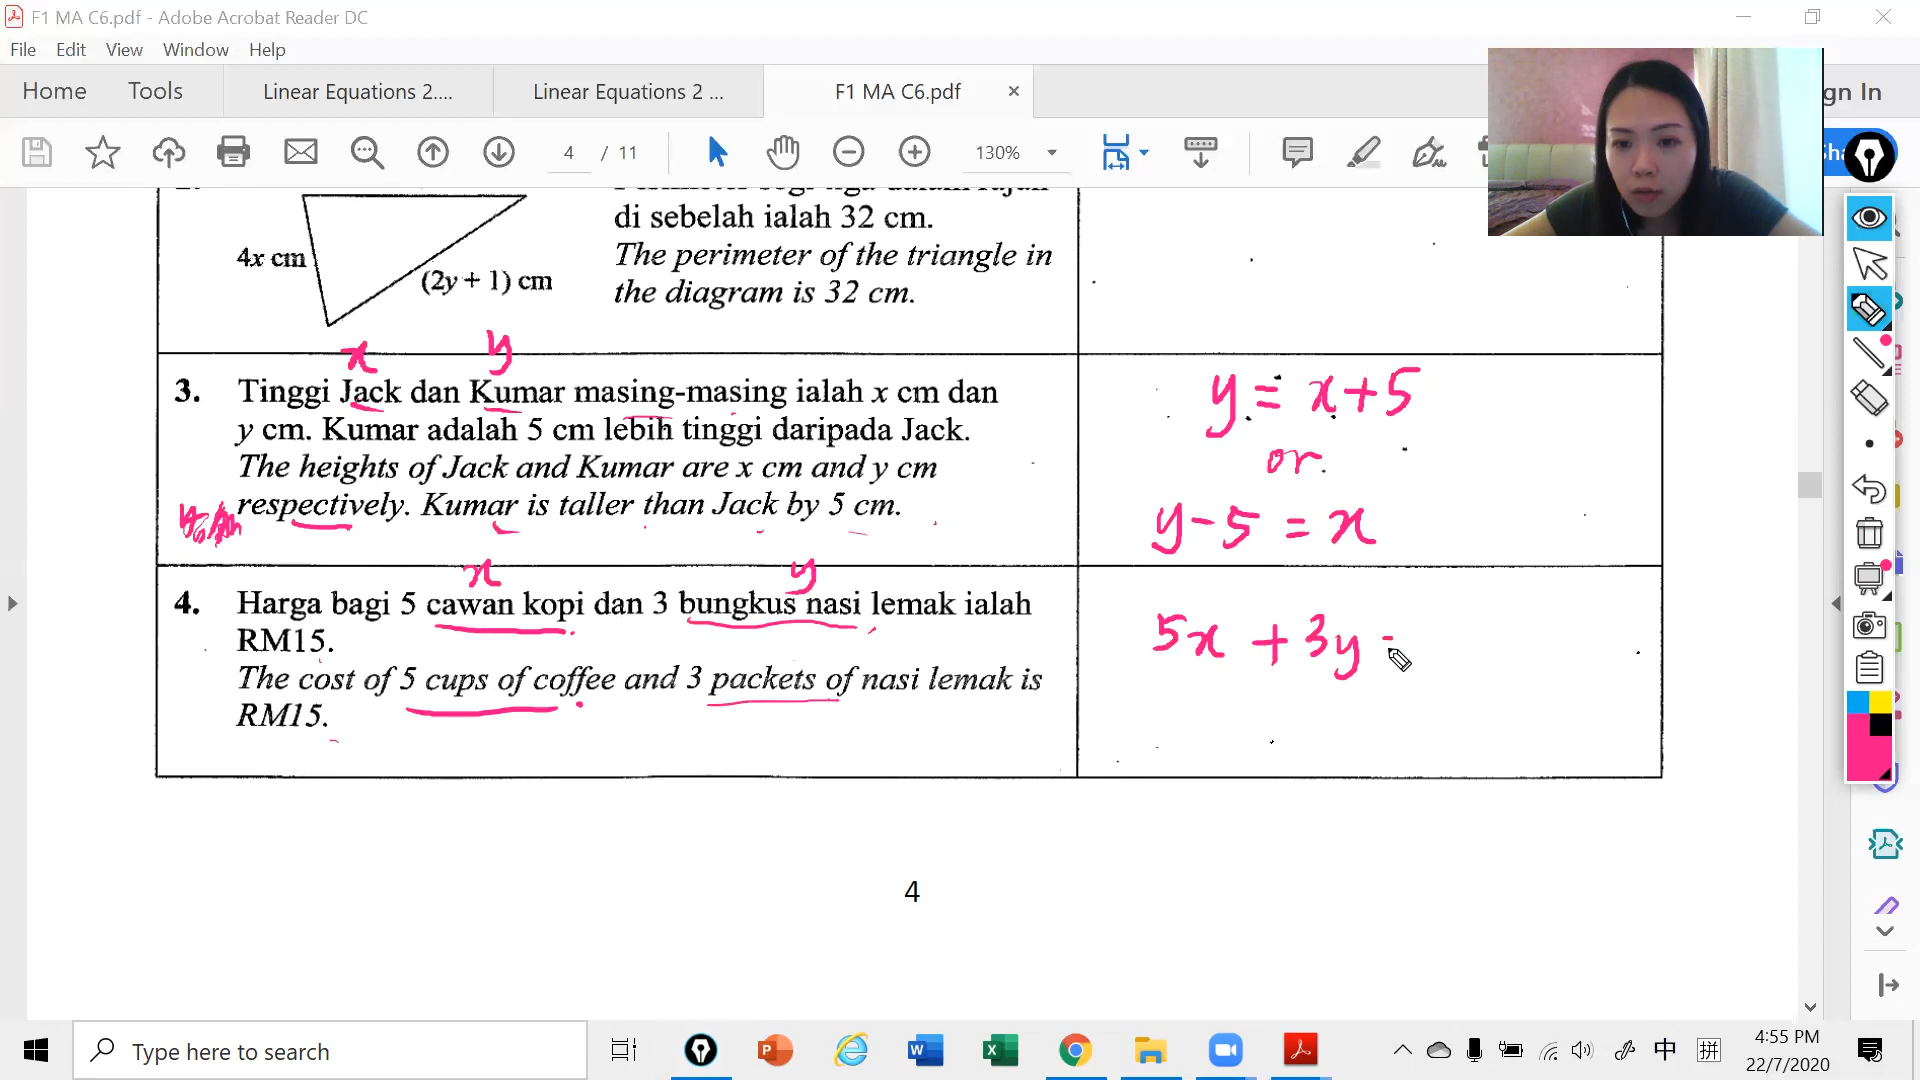 F1 MA C6.pdf - Adobe Acrobat Reader DC
File Edit View Window Help
Home Tools Linear Equations 2.... Linear Equations 2 ... F1 MA C6.pdf × gn In
4 / 11 130%
di sebelah ialah 32 cm.
The perimeter of the triangle in
the diagram is 32 cm.
4x cm
(2y + 1) cm
x y
3. Tinggi Jack dan Kumar masing-masing ialah x cm dan
y cm. Kumar adalah 5 cm lebih tinggi daripada Jack.
The heights of Jack and Kumar are x cm and y cm
respectively. Kumar is taller than Jack by 5 cm.
y = x + 5
or
y - 5 = x
x y
4. Harga bagi 5 cawan kopi dan 3 bungkus nasi lemak ialah
RM15.
The cost of 5 cups of coffee and 3 packets of nasi lemak is
RM15.
5x + 3y
4
Type here to search
中 拼
4:55 PM
22/7/2020